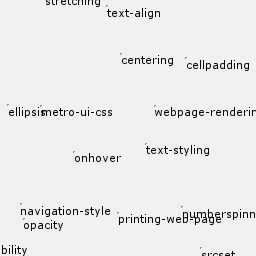 stretching
text-align
centering
cellpadding
ellipsis
metro-ui-css
webpage-renderin
text-styling
onhover
navigation-style
numberspinn
printing-web-page
opacity
bility
srcset